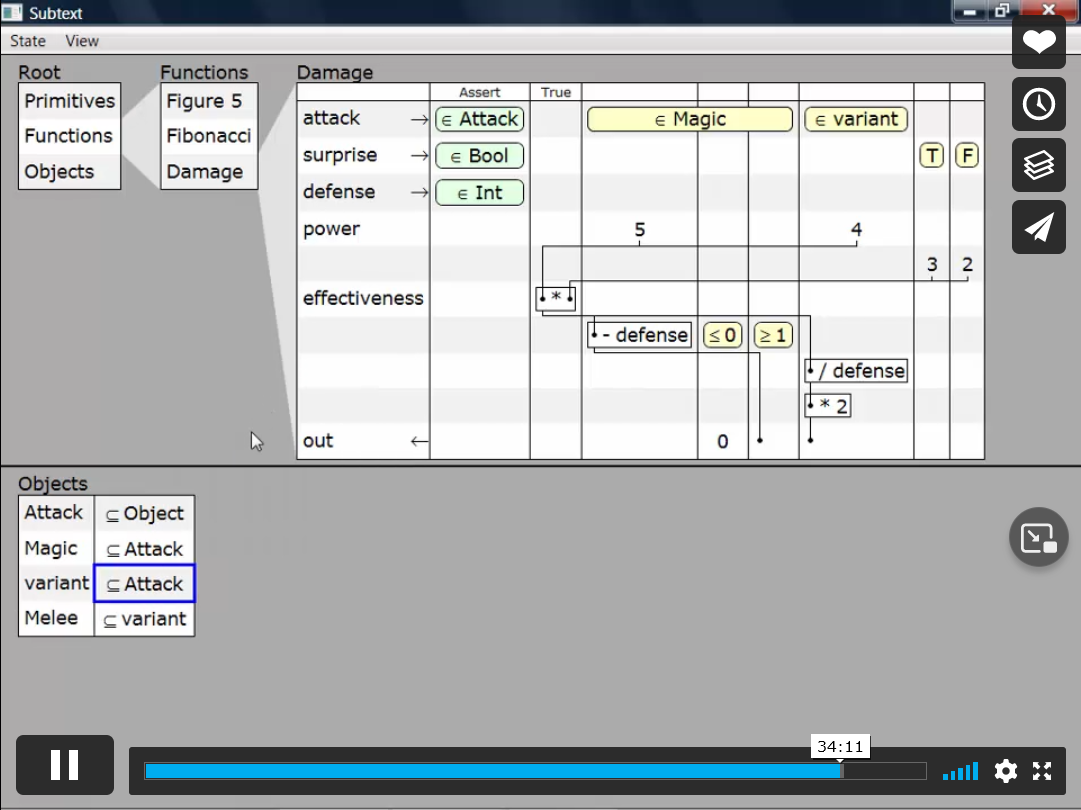 Subtext
State View
Root Functions Damage
Assert True
Primitives Figure 5 attack → ∈ Attack ∈ Magic ∈ variant
Functions Fibonacci surprise → ∈ Bool T F
Objects Damage defense → ∈ Int
power 5 4
3 2
effectiveness *
- defense ≤ 0 ≥ 1
/ defense
* 2
out ← 0
Objects
Attack ⊆ Object
Magic ⊆ Attack
variant ⊆ Attack
Melee ⊆ variant
34:11